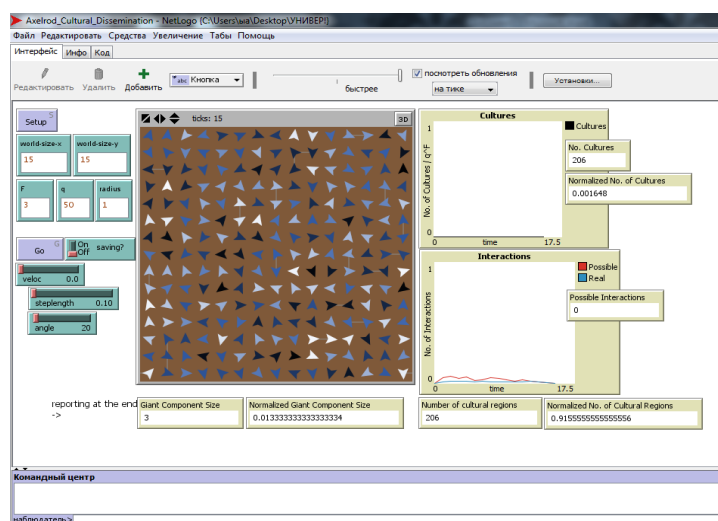 Axelrod_Cultural_Dissemination - NetLogo {C:\Users\ыа\Desktop\УНИВЕР!}
Файл Редактировать Средства Увеличение Табы Помощь
Интерфейс Инфо Код
Редактировать Удалить Добавить
abc Кнопка
быстрее
посмотреть обновления
на тике
Установки...
Setup S
world-size-x world-size-y
15 15
F q radius
3 50 1
Go G
On
Off saving?
veloc 0.0
steplength 0.10
angle 20
ticks: 15
3D
Cultures
1
No. of Cultures / q^F
0
0 time 17.5
Cultures
No. Cultures
206
Normalized No. of Cultures
0.001648
Interactions
1
No. of Interactions
0
0 time 17.5
Possible
Real
Possible Interactions
0
reporting at the end
->
Giant Component Size
3
Normalized Giant Component Size
0.013333333333333334
Number of cultural regions
206
Normalized No. of Cultural Regions
0.9155555555555556
Командный центр
наблюдатель>